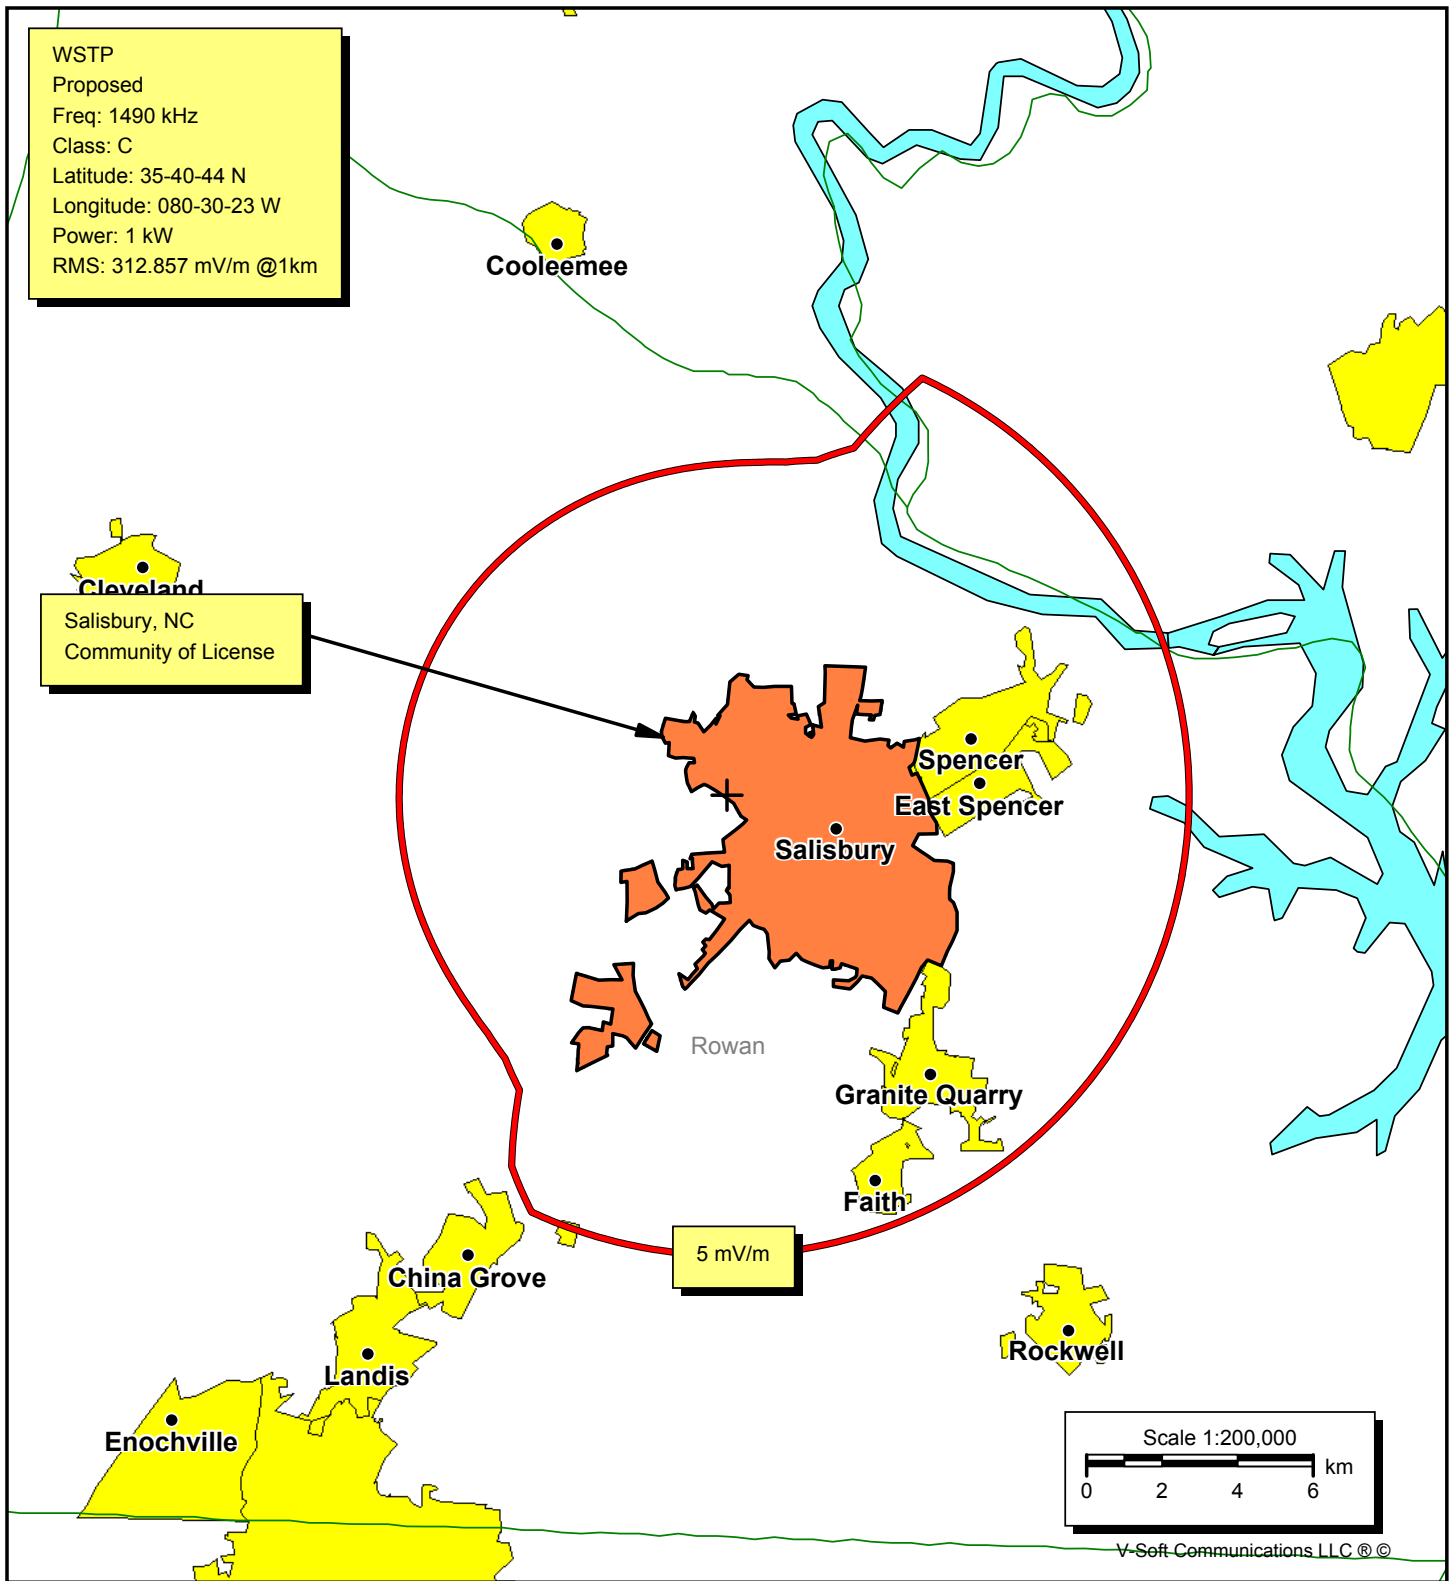 WSTP
Proposed
Freq: 1490 kHz
Class: C
Latitude: 35-40-44 N
Longitude: 080-30-23 W
Power: 1 kW
RMS: 312.857 mV/m @1km
Cooleemee
Cleveland
Salisbury, NC
Community of License
Spencer
East Spencer
Salisbury
Rowan
Granite Quarry
Faith
5 mV/m
China Grove
Rockwell
Landis
Enochville
Scale 1:200,000
km
0 2 4 6
V-Soft Communications LLC ® ©